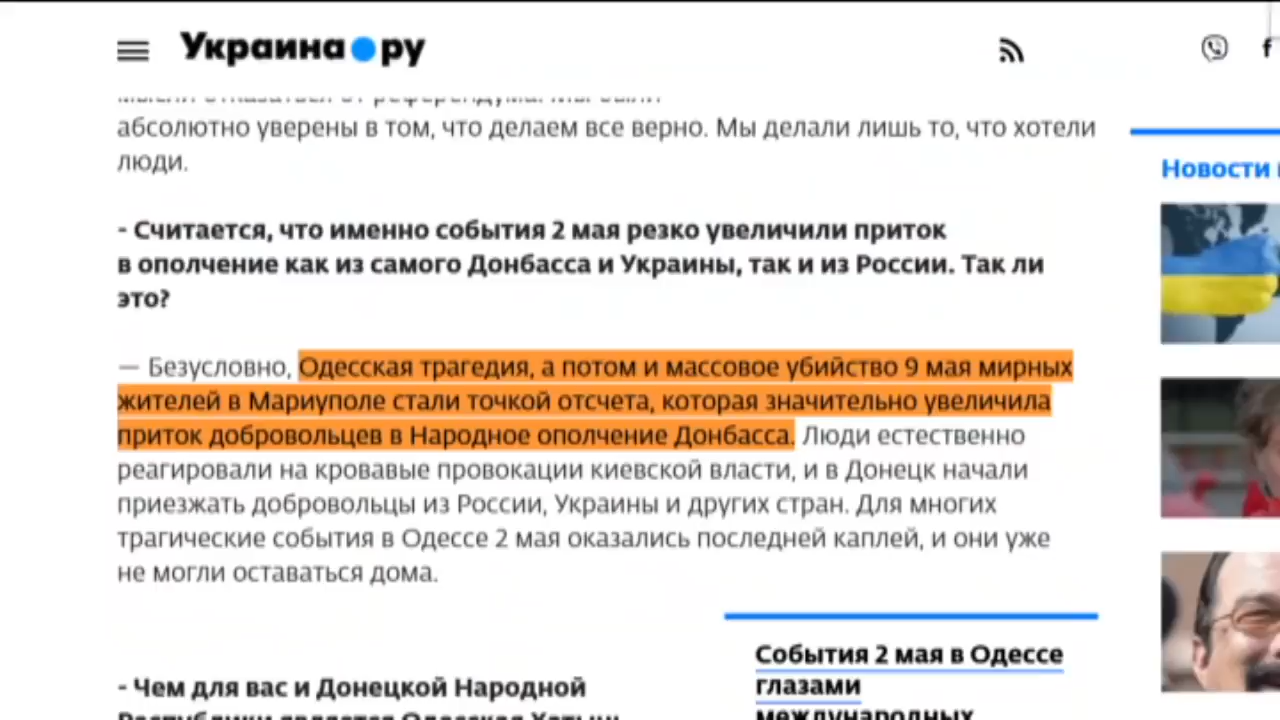 Украина ру
f
абсолютно уверены в том, что делаем все верно. Мы делали лишь то, что хотели
люди.
Новости
- Считается, что именно события 2 мая резко увеличили приток
в ополчение как из самого Донбасса и Украины, так и из России. Так ли
это?
— Безусловно, Одесская трагедия, а потом и массовое убийство 9 мая мирных
жителей в Мариуполе стали точкой отсчета, которая значительно увеличила
приток добровольцев в Народное ополчение Донбасса. Люди естественно
реагировали на кровавые провокации киевской власти, и в Донецк начали
приезжать добровольцы из России, Украины и других стран. Для многих
трагические события в Одессе 2 мая оказались последней каплей, и они уже
не могли оставаться дома.
События 2 мая в Одессе
глазами
международных
- Чем для вас и Донецкой Народной
Республики является Одесская Хатынь